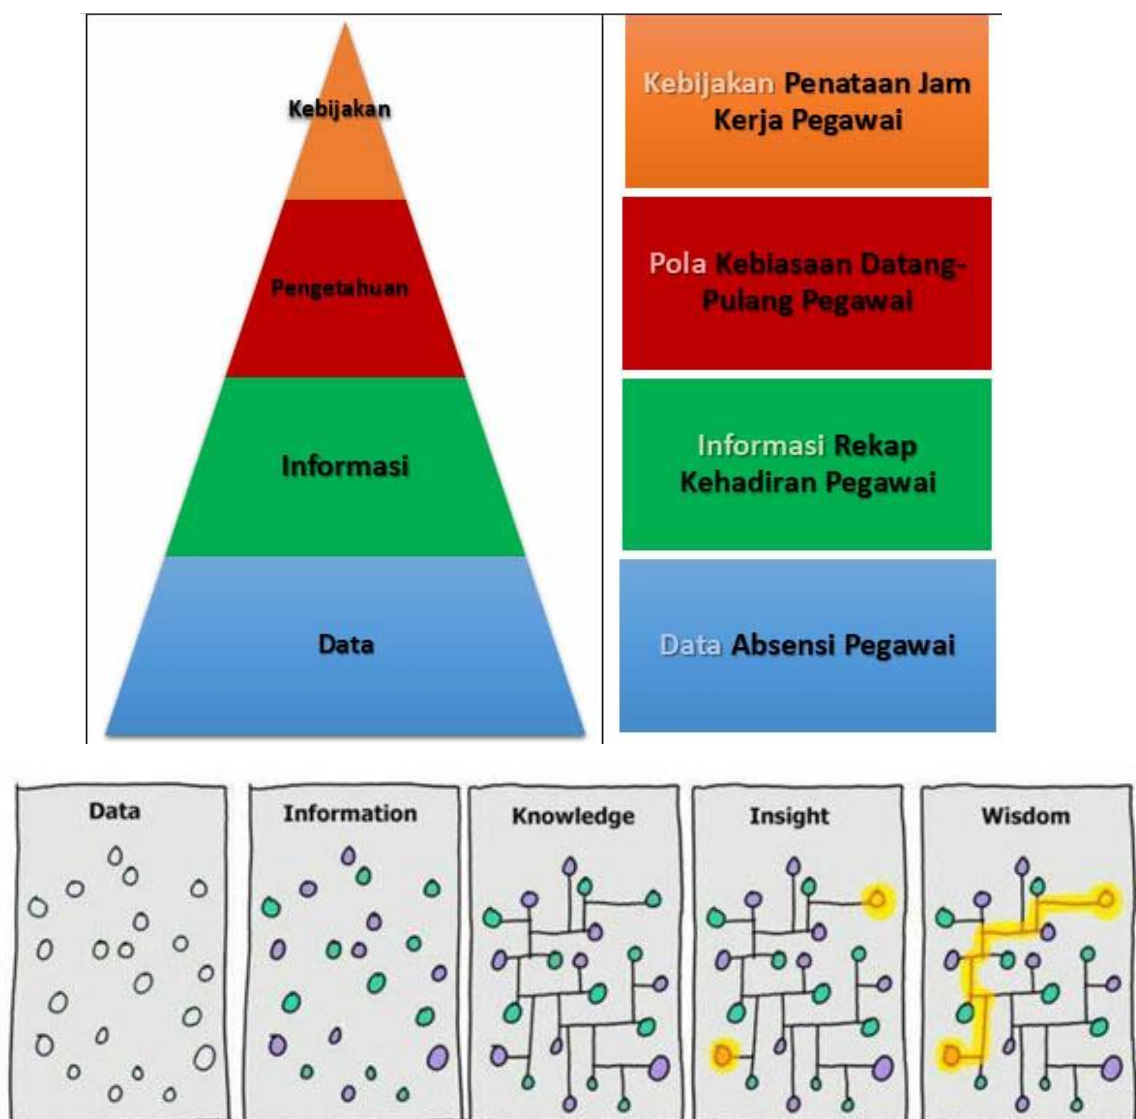 Kebijakan
Pengetahuan
Informasi
Data
Kebijakan Penataan Jam
Kerja Pegawai
Pola Kebiasaan Datang-
Pulang Pegawai
Informasi Rekap
Kehadiran Pegawai
Data Absensi Pegawai
Data
Information
Knowledge
Insight
Wisdom